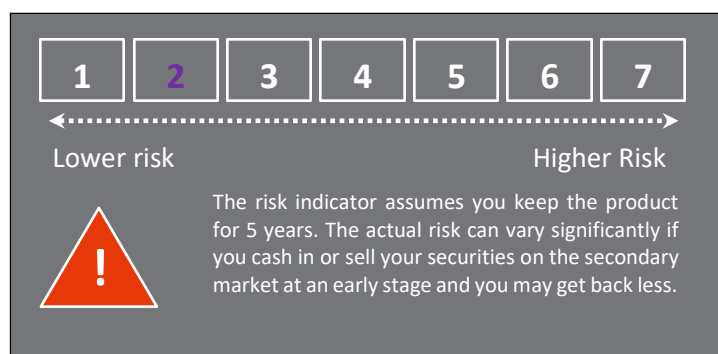 1 2 3 4 5 6 7
Lower risk Higher Risk
The risk indicator assumes you keep the product
for 5 years. The actual risk can vary significantly if
you cash in or sell your securities on the secondary
market at an early stage and you may get back less.
!